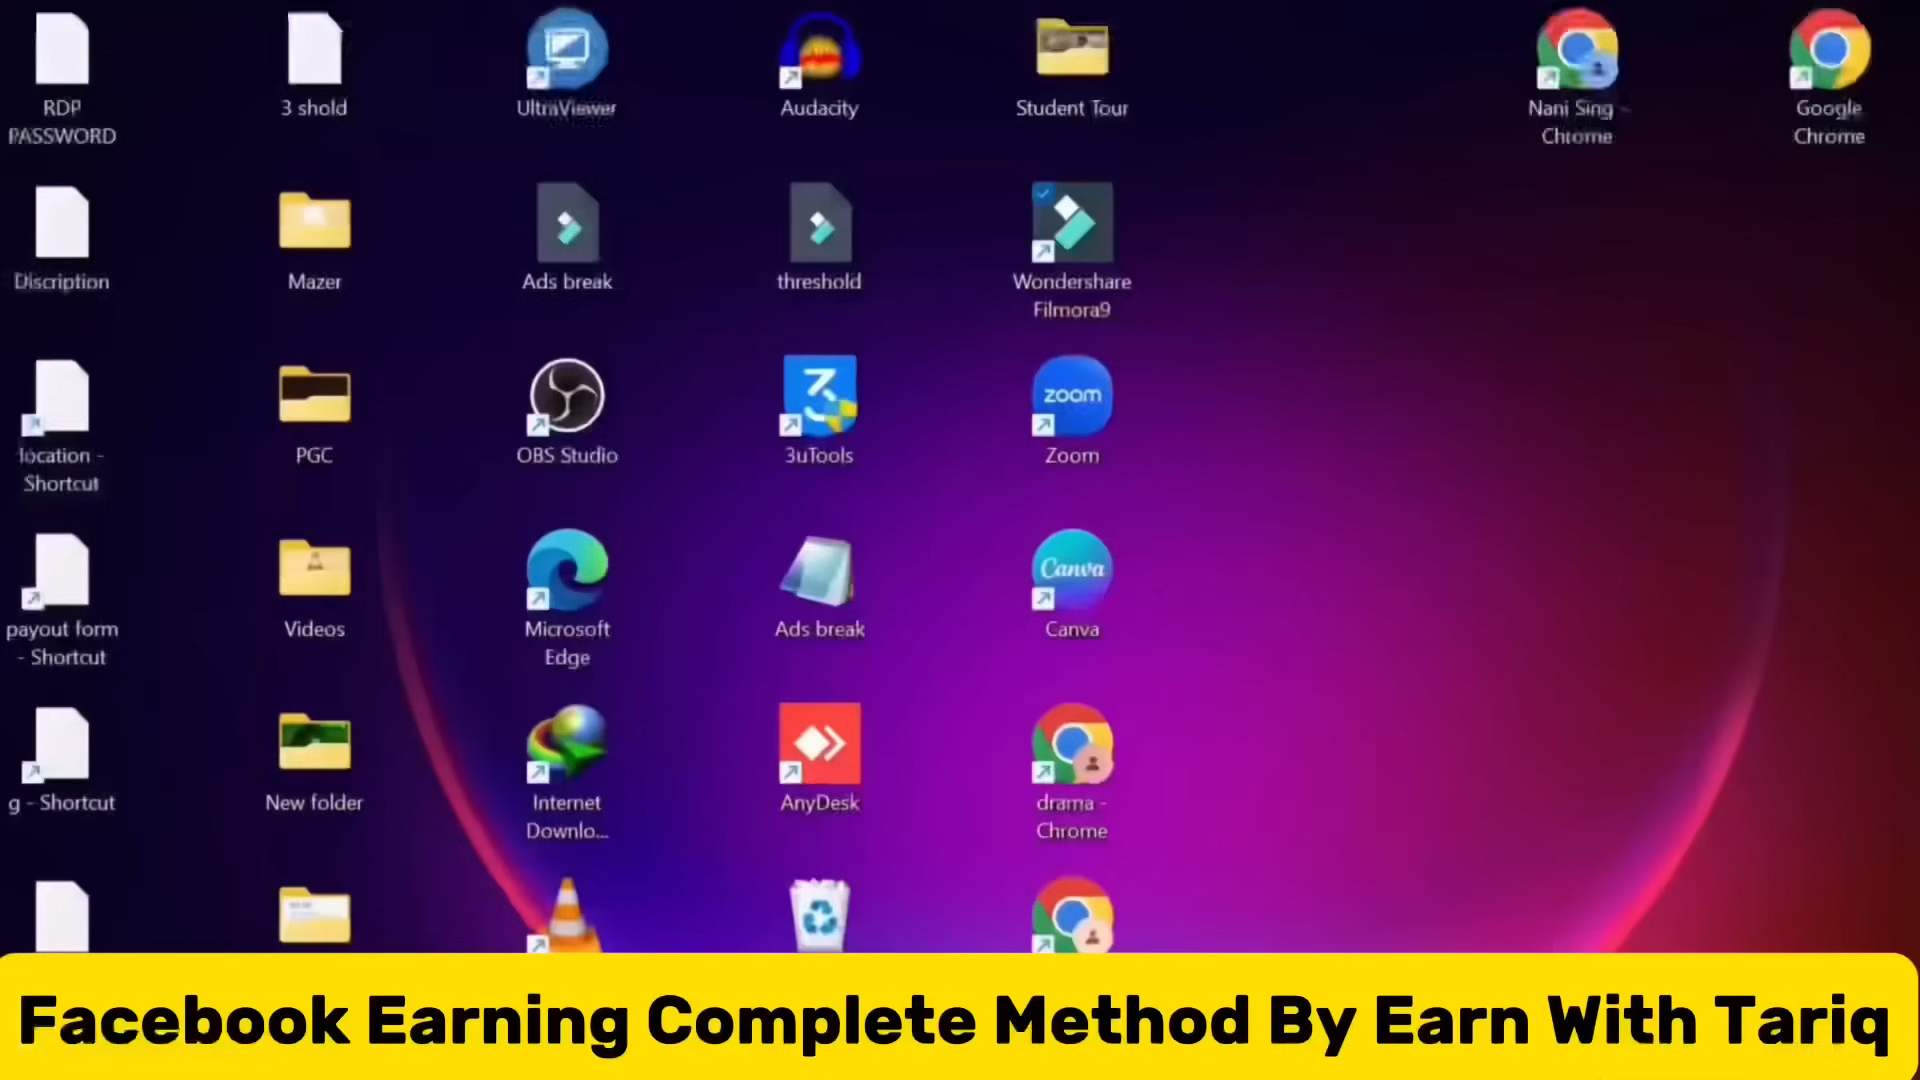 RDP
PASSWORD
3 shold
UltraViewer
Audacity
Student Tour
Nani Sing -
Chrome
Google
Chrome
Discription
Mazer
Ads break
threshold
Wondershare
Filmora9
location -
Shortcut
PGC
OBS Studio
3uTools
zoom
Zoom
payout form
- Shortcut
Videos
Microsoft
Edge
Ads break
Canva
Canva
g - Shortcut
New folder
Internet
Downlo...
AnyDesk
drama -
Chrome
Facebook Earning Complete Method By Earn With Tariq